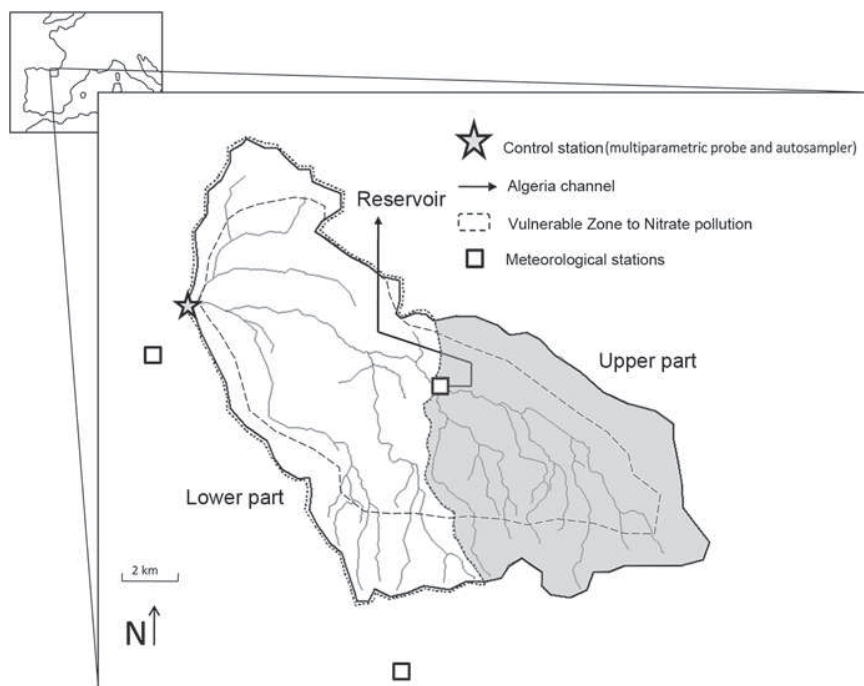 Control station(multiparametric probe and autosampler)
Reservoir
Algeria channel
Vulnerable Zone to Nitrate pollution
Meteorological stations
Upper part
Lower part
2 km
N